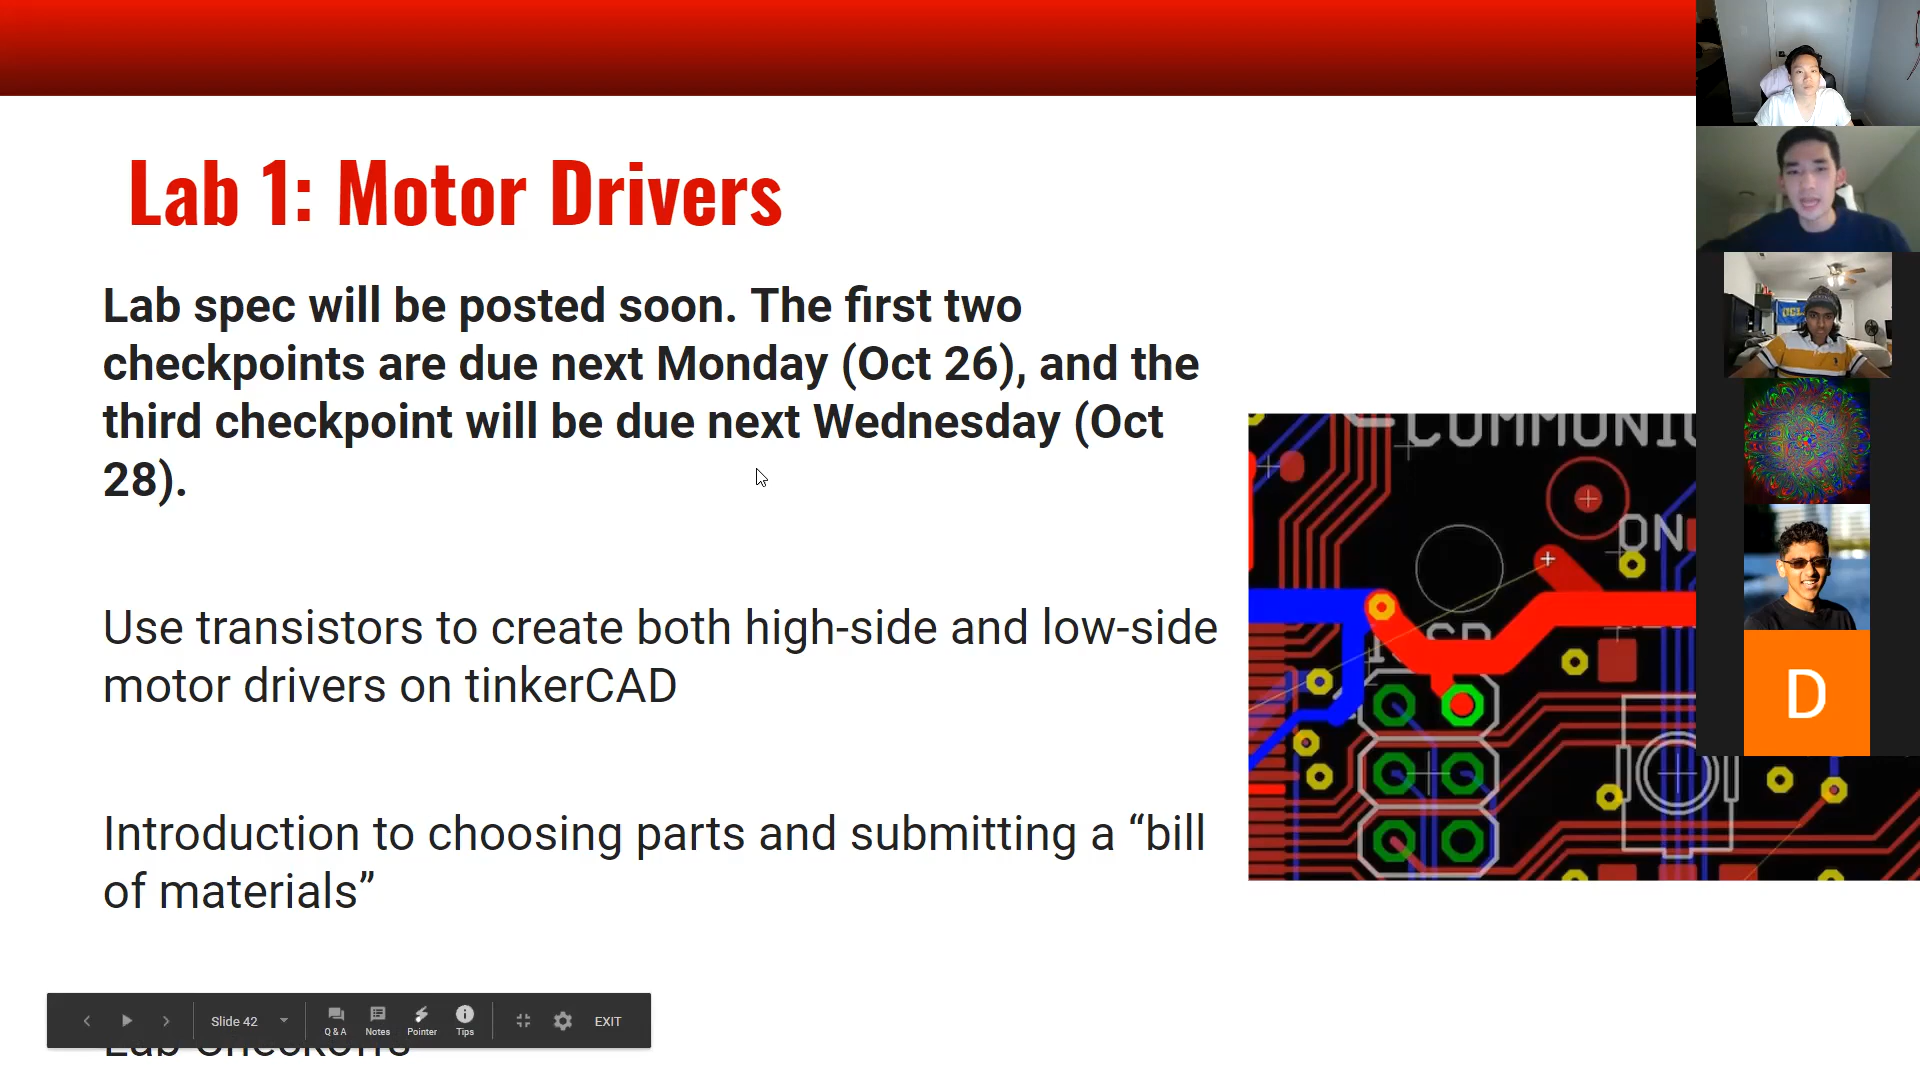 Lab 1: Motor Drivers
Lab spec will be posted soon. The first two
checkpoints are due next Monday (Oct 26), and the
third checkpoint will be due next Wednesday (Oct
28).
Use transistors to create both high-side and low-side
motor drivers on tinkerCAD
Introduction to choosing parts and submitting a “bill
of materials”
Lab Checkoffs
Slide 42
Q & A
Notes
Pointer
Tips
EXIT
ON
D